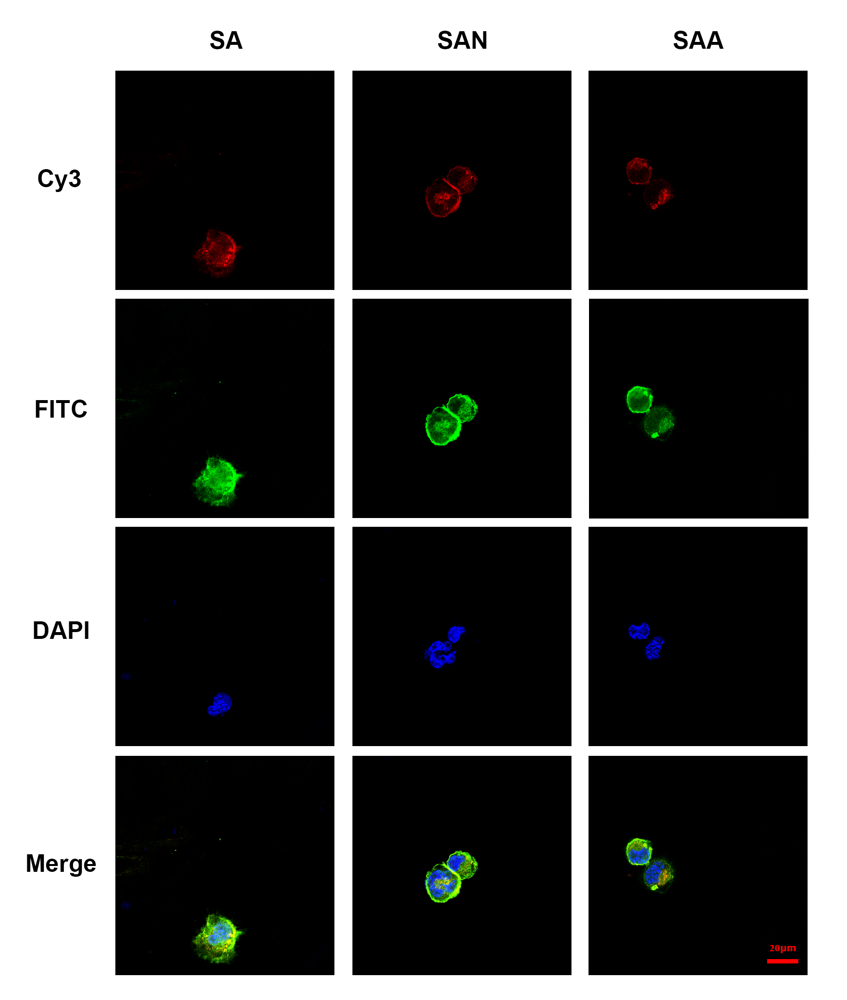 SA SAN SAA
Cy3
FITC
DAPI
Merge
20μm